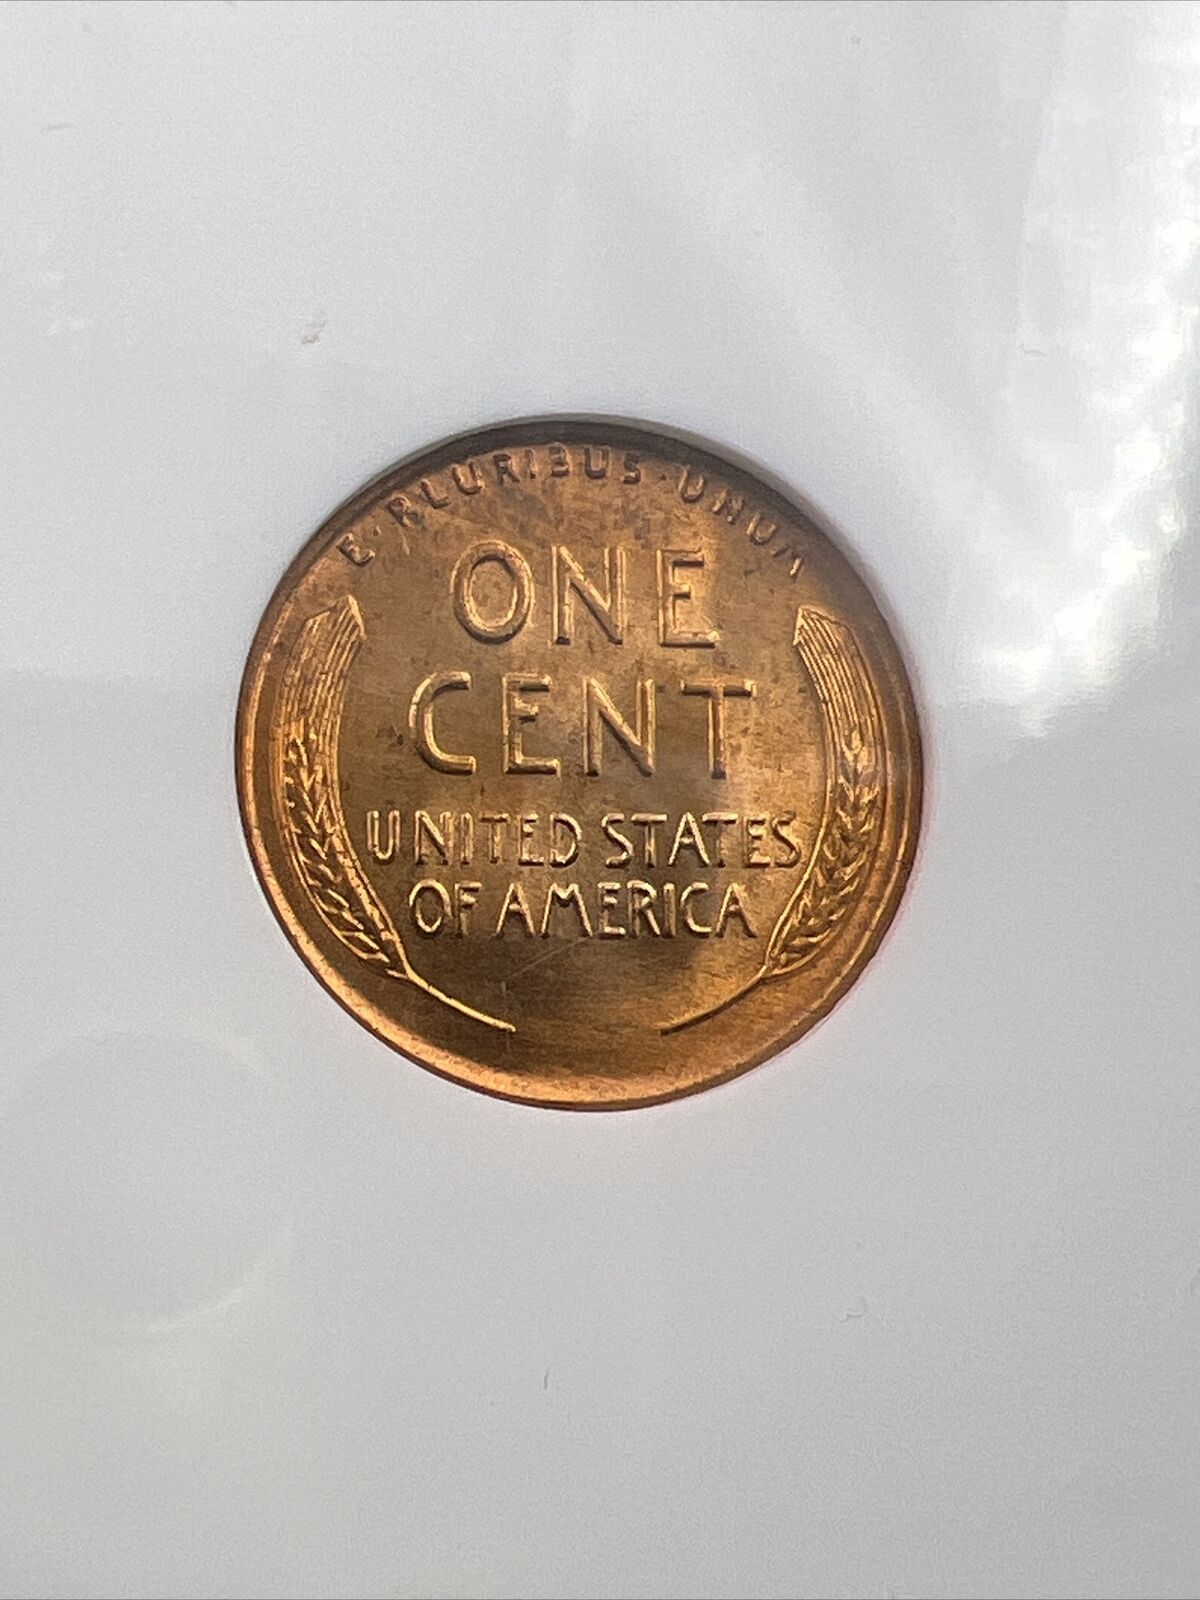 E·PLURIBUS·UNUM
ONE
CENT
UNITED STATES
OF AMERICA